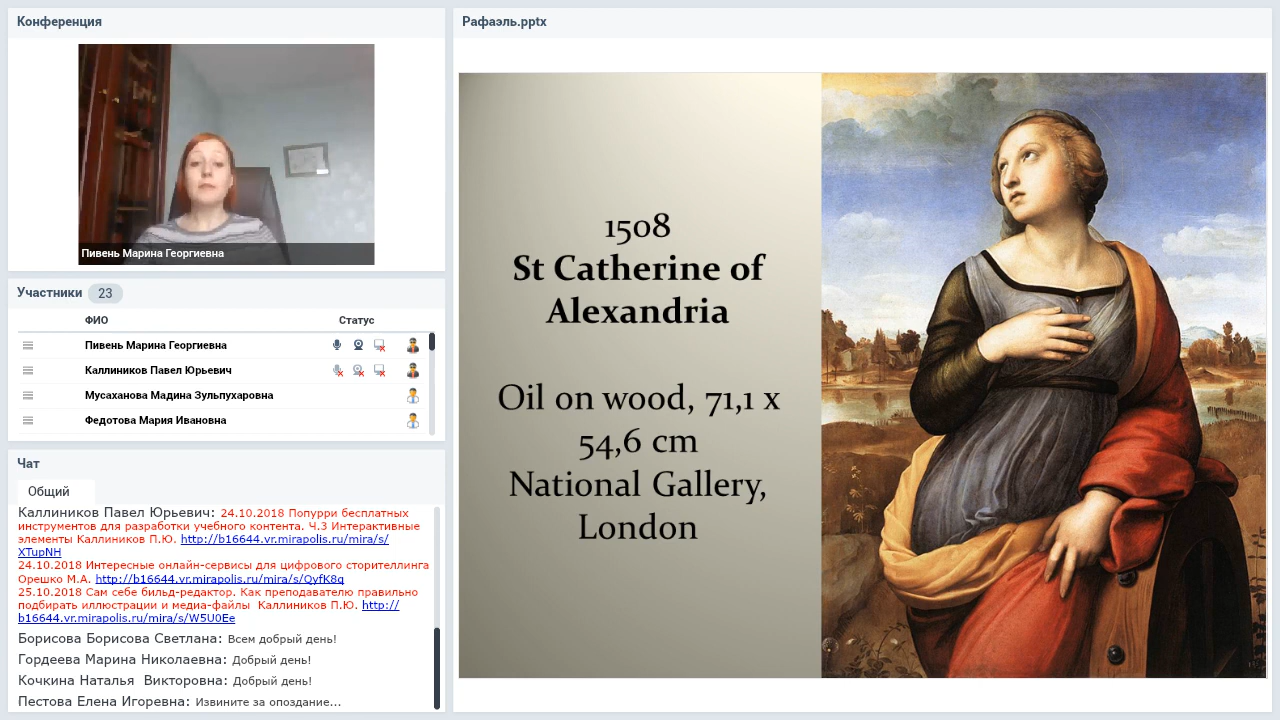 Конференция
Пивень Марина Георгиевна
Участники 23
ФИО Статус
Пивень Марина Георгиевна
Каллиников Павел Юрьевич
Мусаханова Мадина Зульпухаровна
Федотова Мария Ивановна
Чат
Общий
Каллиников Павел Юрьевич: 24.10.2018 Попурри бесплатных
инструментов для разработки учебного контента. Ч.3 Интерактивные
элементы Каллиников П.Ю. http://b16644.vr.mirapolis.ru/mira/s/
XTupNH
24.10.2018 Интересные онлайн-сервисы для цифрового сторителлинга
Орешко М.А. http://b16644.vr.mirapolis.ru/mira/s/QyfK8q
25.10.2018 Сам себе бильд-редактор. Как преподавателю правильно
подбирать иллюстрации и медиа-файлы  Каллиников П.Ю. http://
b16644.vr.mirapolis.ru/mira/s/W5U0Ee
Борисова Борисова Светлана: Всем добрый день!
Гордеева Марина Николаевна: Добрый день!
Кочкина Наталья  Викторовна: Добрый день!
Пестова Елена Игоревна: Извините за опоздание...
Рафаэль.pptx
1508
St Catherine of
Alexandria
Oil on wood, 71,1 x
54,6 cm
National Gallery,
London